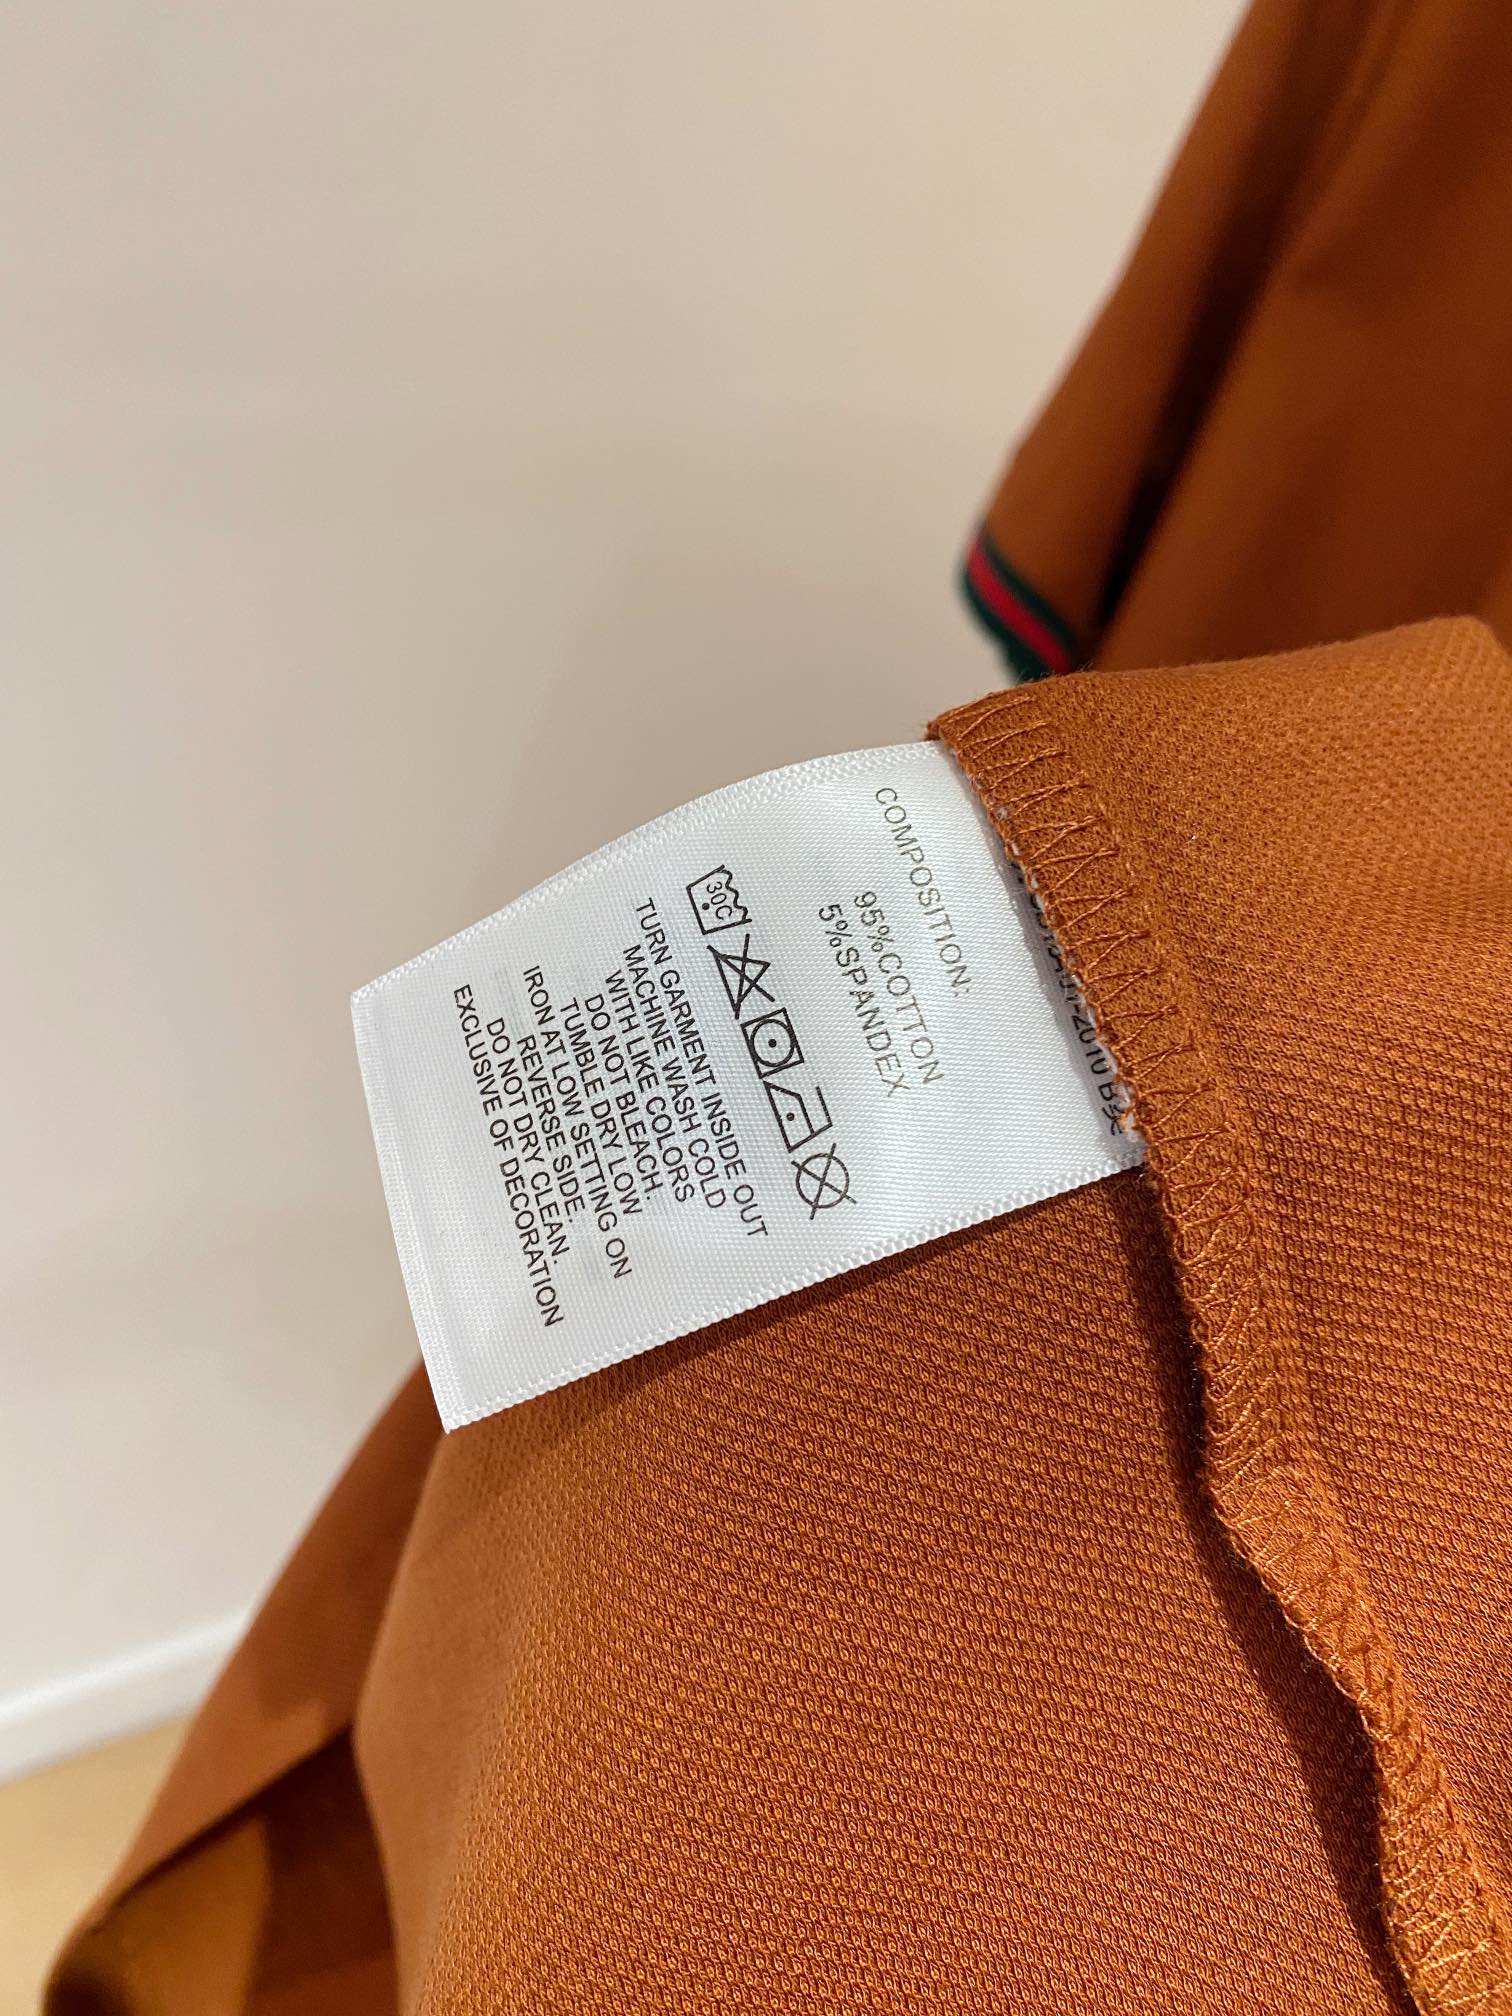 COMPOSITION:
95%COTTON
5%SPANDEX
30C
TURN GARMENT INSIDE OUT
MACHINE WASH COLD
WITH LIKE COLORS
DO NOT BLEACH.
TUMBLE DRY LOW
IRON AT LOW SETTING ON
REVERSE SIDE.
DO NOT DRY CLEAN.
EXCLUSIVE OF DECORATION